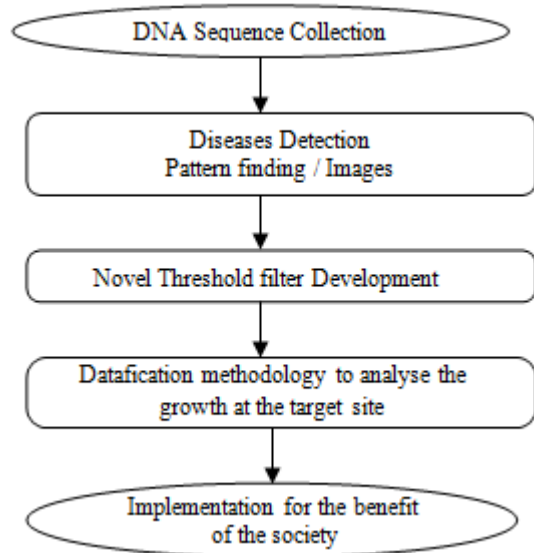 DNA Sequence Collection
Diseases Detection
Pattern finding / Images
Novel Threshold filter Development
Datafication methodology to analyse the
growth at the target site
Implementation for the benefit
of the society